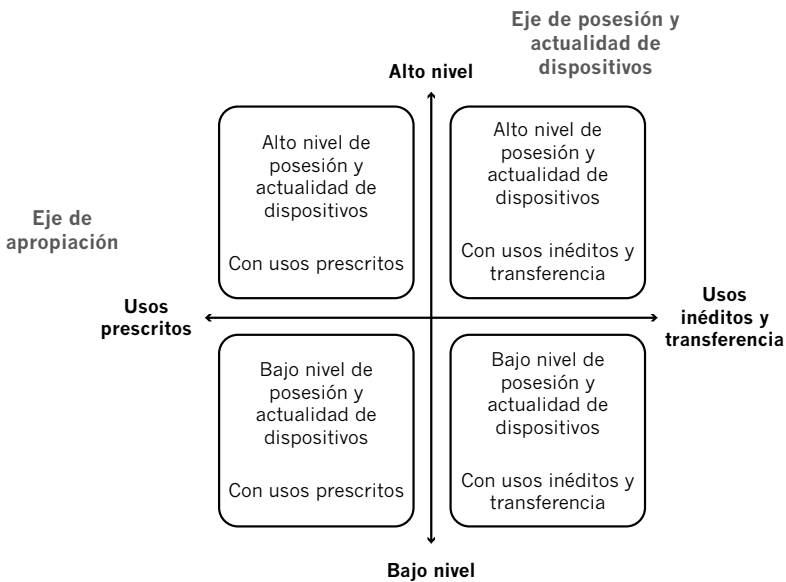 Eje de posesión y
actualidad de
dispositivos
Alto nivel
Alto nivel de
posesión y
actualidad de
dispositivos
Con usos prescritos
Alto nivel de
posesión y
actualidad de
dispositivos
Con usos inéditos y
transferencia
Eje de
apropiación
Usos
prescritos
Usos
inéditos y
transferencia
Bajo nivel de
posesión y
actualidad de
dispositivos
Con usos prescritos
Bajo nivel de
posesión y
actualidad de
dispositivos
Con usos inéditos y
transferencia
Bajo nivel